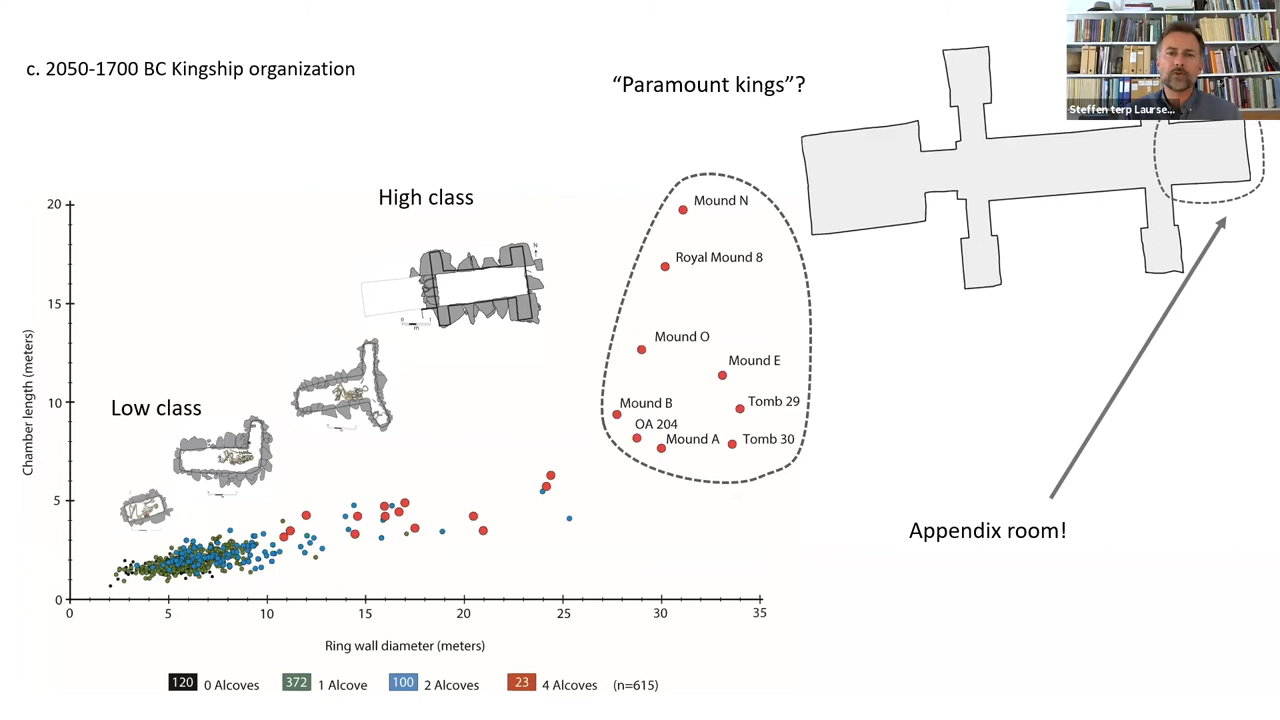 c. 2050-1700 BC Kingship organization
“Paramount kings”?
Steffen terp Laurse...
High class
Low class
Mound N
Royal Mound 8
Mound O
Mound E
Mound B
Tomb 29
OA 204
Mound A
Tomb 30
Appendix room!
Chamber length (meters)
20
15
10
5
0
0 5 10 15 20 25 30 35
Ring wall diameter (meters)
120 0 Alcoves 372 1 Alcove 100 2 Alcoves 23 4 Alcoves (n=615)
N
0 1
m